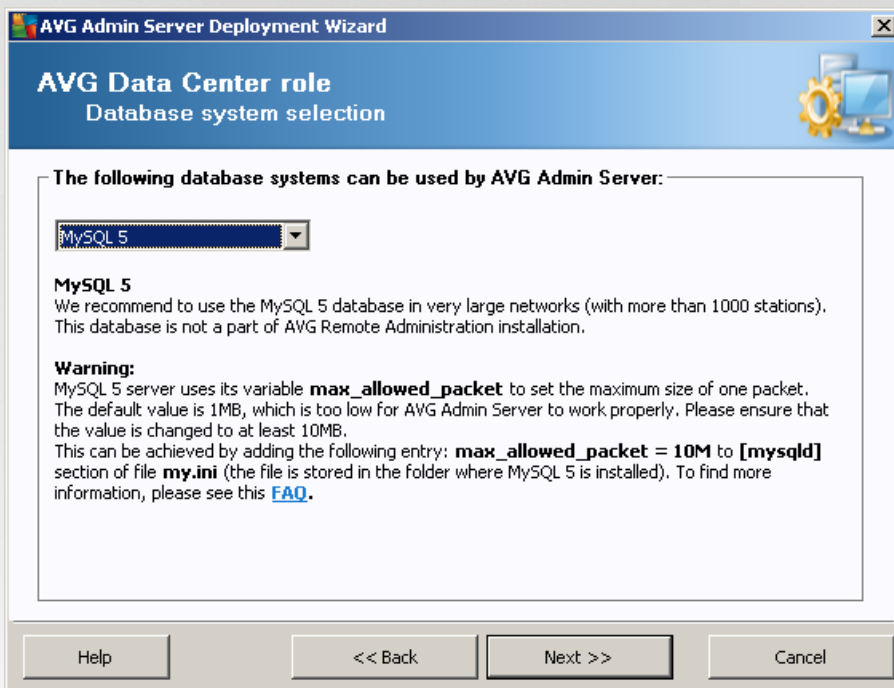 AVG Admin Server Deployment Wizard
AVG Data Center role
Database system selection
The following database systems can be used by AVG Admin Server:
MySQL 5
MySQL 5
We recommend to use the MySQL 5 database in very large networks (with more than 1000 stations).
This database is not a part of AVG Remote Administration installation.
Warning:
MySQL 5 server uses its variable max_allowed_packet to set the maximum size of one packet.
The default value is 1MB, which is too low for AVG Admin Server to work properly. Please ensure that
the value is changed to at least 10MB.
This can be achieved by adding the following entry: max_allowed_packet = 10M to [mysqld]
section of file my.ini (the file is stored in the folder where MySQL 5 is installed). To find more
information, please see this FAQ.
Help
<< Back
Next >>
Cancel